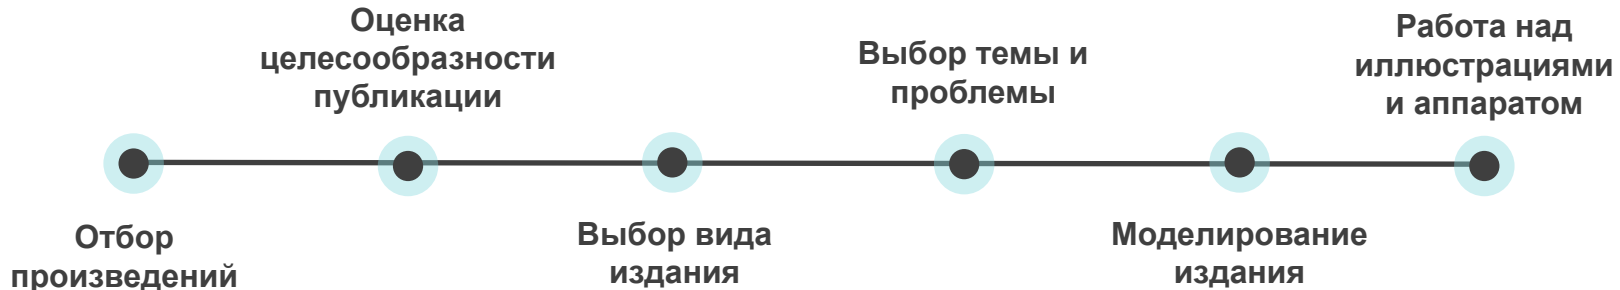 Оценка
целесообразности
публикации
Выбор темы и
проблемы
Работа над
иллюстрациями
и аппаратом
Отбор
произведений
Выбор вида
издания
Моделирование
издания